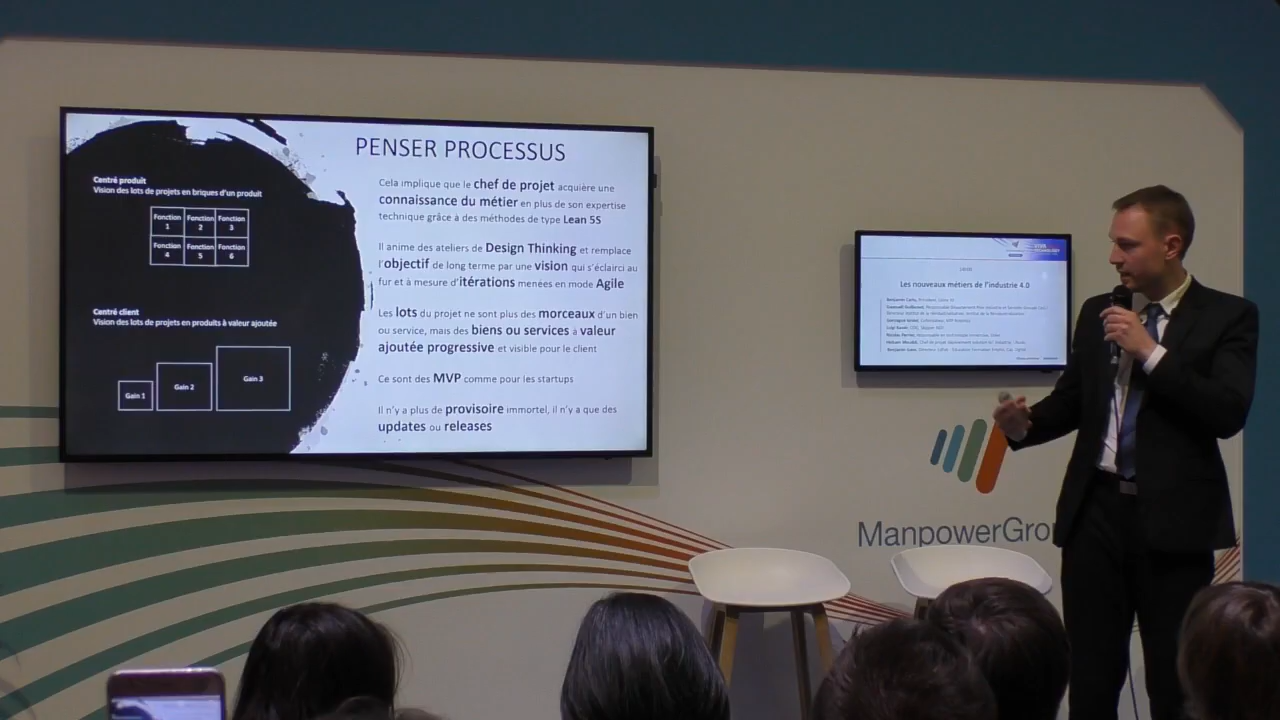 PENSER PROCESSUS
Centré produit
Vision des lots de projets en briques d'un produit
Fonction 1
Fonction 2
Fonction 3
Fonction 4
Fonction 5
Fonction 6
Centré client
Vision des lots de projets en produits à valeur ajoutée
Gain 1
Gain 2
Gain 3
Cela implique que le chef de projet acquière une
connaissance du métier en plus de son expertise
technique grâce à des méthodes de type Lean 5S
Il anime des ateliers de Design Thinking et remplace
l'objectif de long terme par une vision qui s'éclairci au
fur et à mesure d'itérations menées en mode Agile
Les lots du projet ne sont plus des morceaux d'un bien
ou service, mais des biens ou services à valeur
ajoutée progressive et visible pour le client
Ce sont des MVP comme pour les startups
Il n'y a plus de provisoire immortel, il n'y a que des
updates ou releases
Les nouveaux métiers de l'industrie 4.0
ManpowerGro